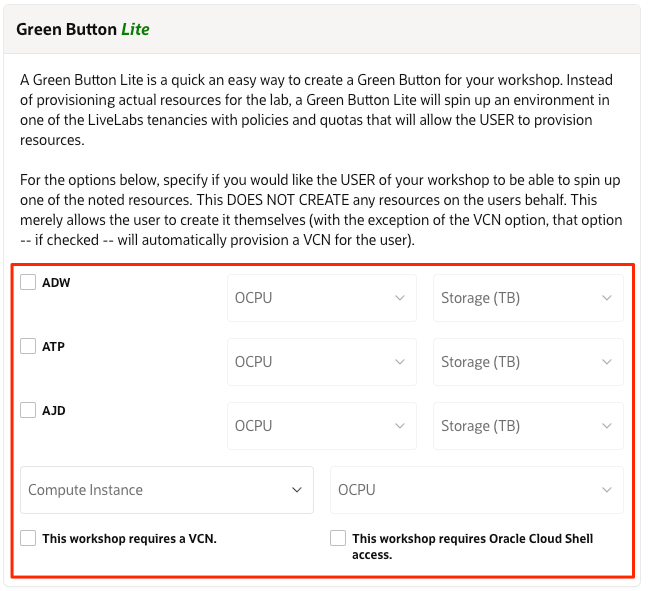 Green Button Lite
A Green Button Lite is a quick an easy way to create a Green Button for your workshop. Instead
of provisioning actual resources for the lab, a Green Button Lite will spin up an environment in
one of the LiveLabs tenancies with policies and quotas that will allow the USER to provision
resources.
For the options below, specify if you would like the USER of your workshop to be able to spin up
one of the noted resources. This DOES NOT CREATE any resources on the users behalf. This
merely allows the user to create it themselves (with the exception of the VCN option, that option
-- if checked -- will automatically provision a VCN for the user).
ADW OCPU Storage (TB)
ATP OCPU Storage (TB)
AJD OCPU Storage (TB)
Compute Instance OCPU
This workshop requires a VCN.
This workshop requires Oracle Cloud Shell
access.